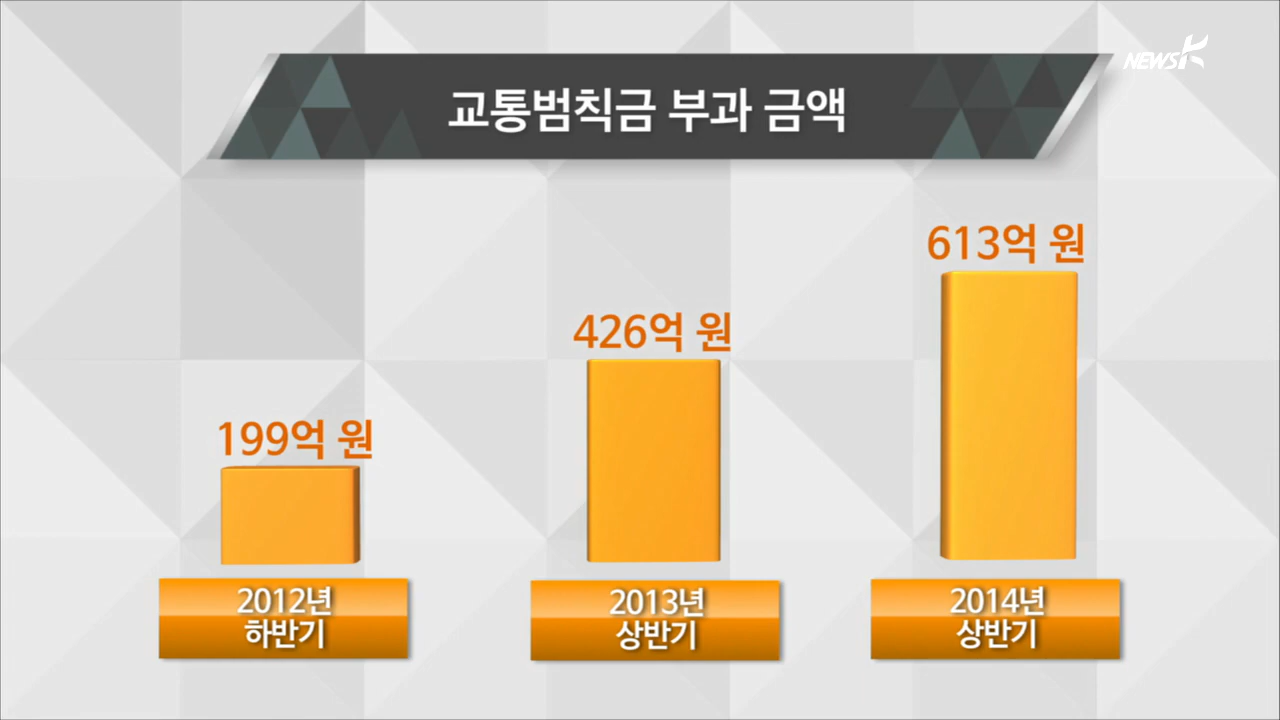 NEWSK
교통범칙금 부과 금액
199억 원
426억 원
613억 원
2012년
하반기
2013년
상반기
2014년
상반기